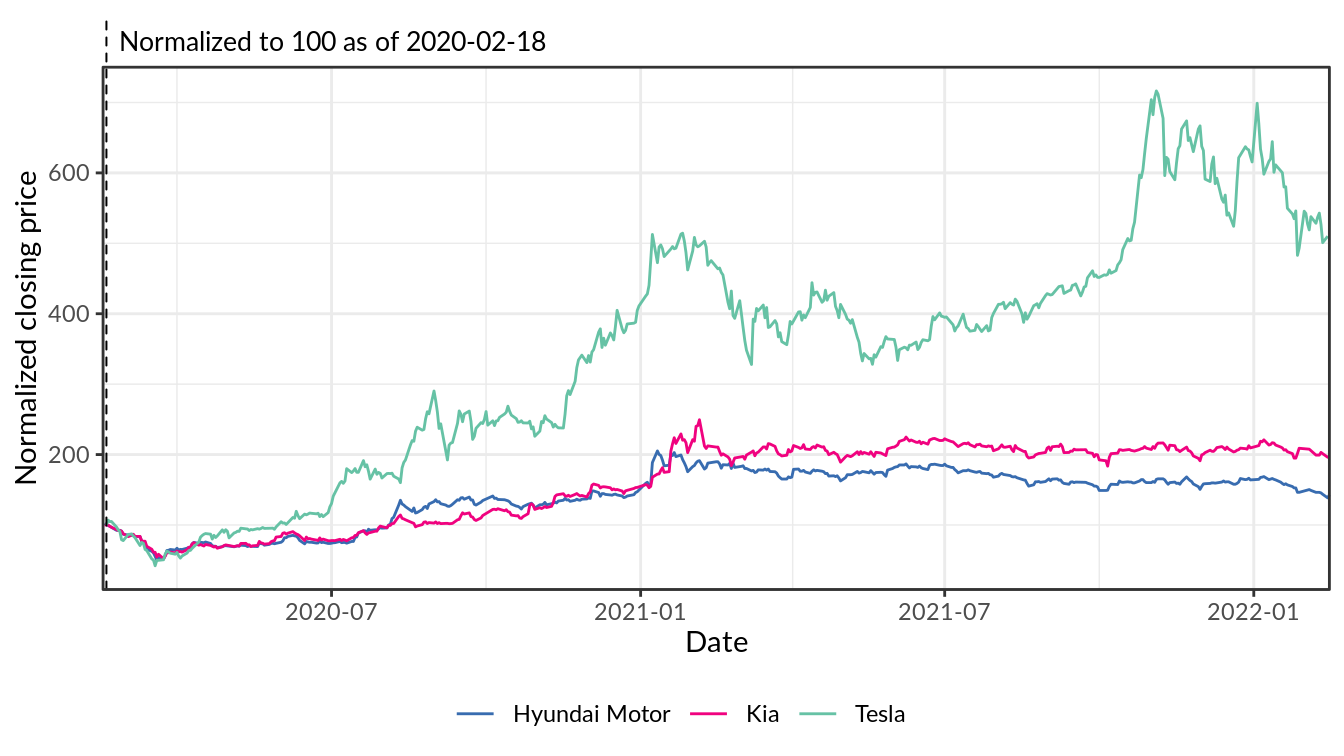 Normalized to 100 as of 2020-02-18
Normalized closing price
600
400
200
2020-07
2021-01
2021-07
2022-01
Date
Hyundai Motor
Kia
Tesla